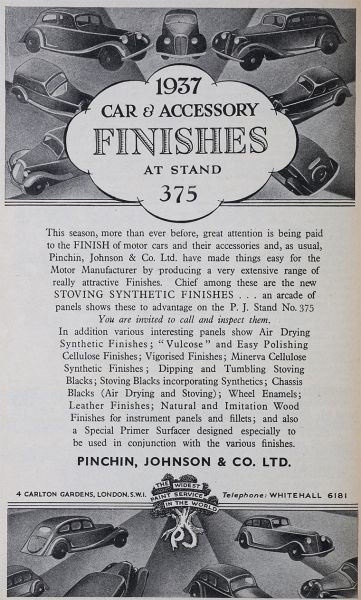 1937
CAR & ACCESSORY
FINISHES
AT STAND
375
This season, more than ever before, great attention is being paid
to the FINISH of motor cars and their accessories and, as usual,
Pinchin, Johnson & Co. Ltd. have made things easy for the
Motor Manufacturer by producing a very extensive range of
really attractive Finishes. Chief among these are the new
STOVING SYNTHETIC FINISHES . . . an arcade of
panels shows these to advantage on the P. J. Stand No. 375
You are invited to call and inspect them.
In addition various interesting panels show Air Drying
Synthetic Finishes; "Vulcose" and Easy Polishing
Cellulose Finishes; Vigorised Finishes; Minerva Cellulose
Synthetic Finishes; Dipping and Tumbling Stoving
Blacks; Stoving Blacks incorporating Synthetics; Chassis
Blacks (Air Drying and Stoving); Wheel Enamels;
Leather Finishes; Natural and Imitation Wood
Finishes for instrument panels and fillets; and also
a Special Primer Surfacer designed especially to
be used in conjunction with the various finishes.
PINCHIN, JOHNSON & CO. LTD.
4 CARLTON GARDENS, LONDON, S.W.1. Telephone: WHITEHALL 6181
THE WIDEST
PAINT SERVICE
IN THE WORLD